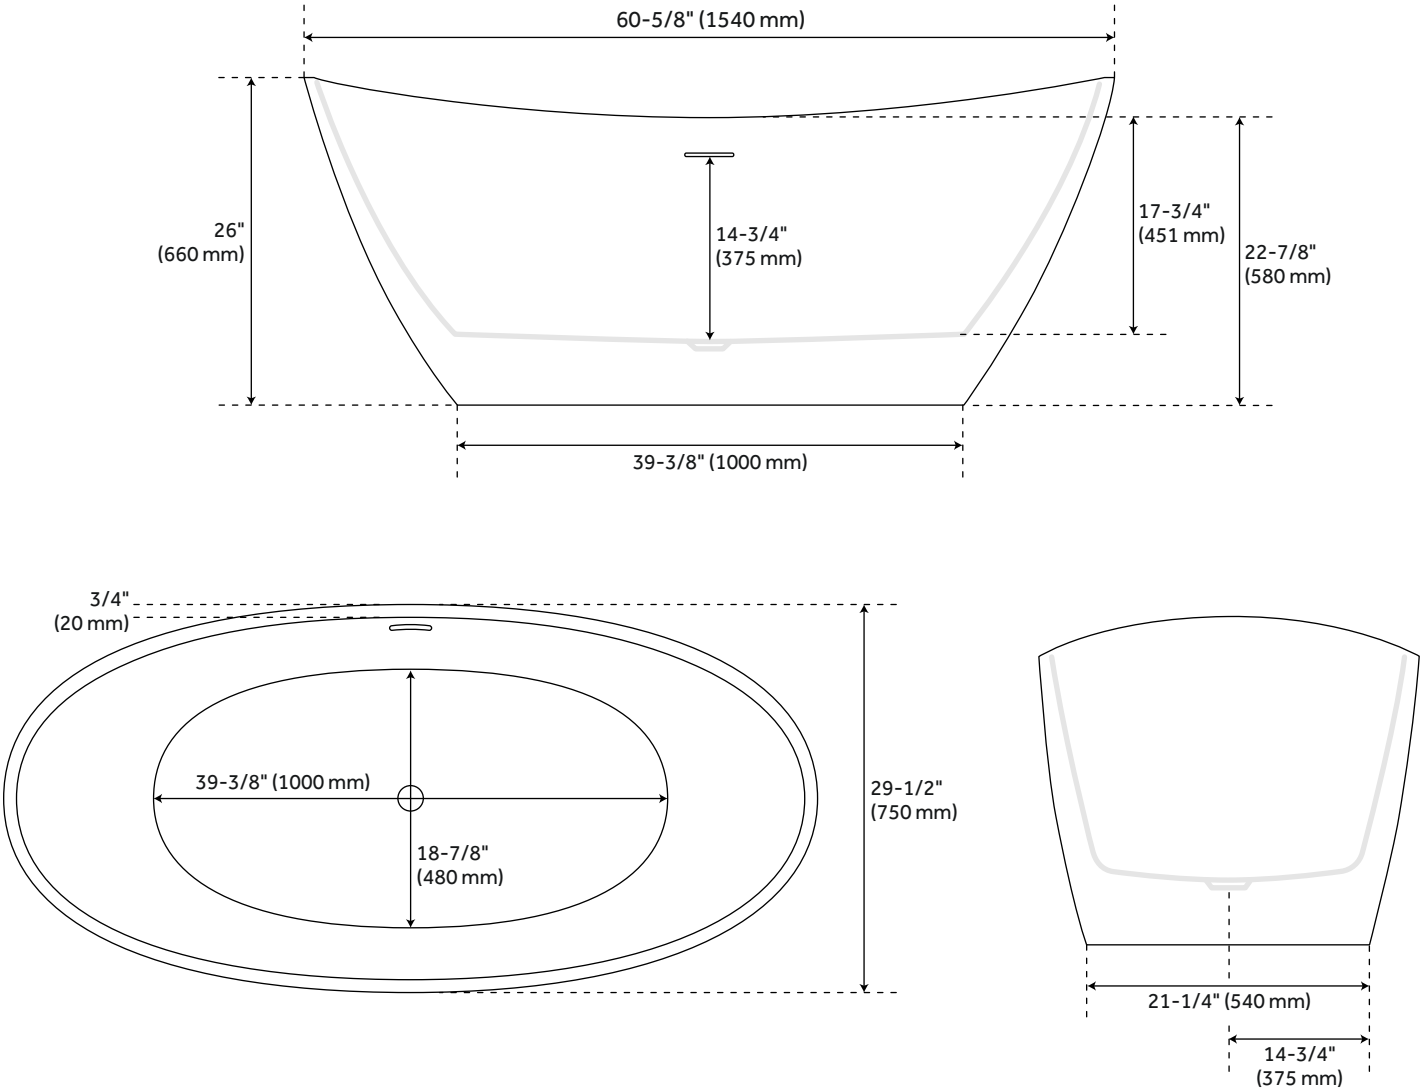 60-5/8" (1540 mm)
26"
(660 mm)
14-3/4"
(375 mm)
17-3/4"
(451 mm)
22-7/8"
(580 mm)
39-3/8" (1000 mm)
3/4"
(20 mm)
39-3/8" (1000 mm)
18-7/8"
(480 mm)
29-1/2"
(750 mm)
21-1/4" (540 mm)
14-3/4"
(375 mm)